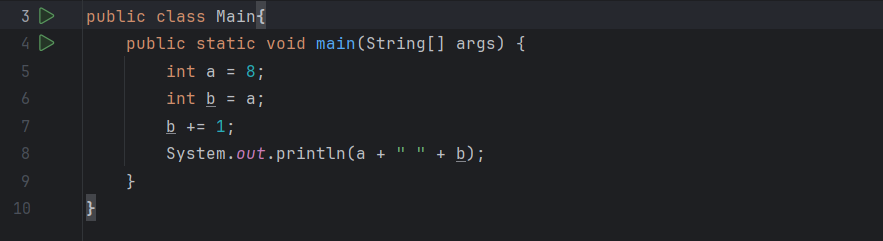 3 public class Main{
4 public static void main(String[] args) {
5 int a = 8;
6 int b = a;
7 b += 1;
8 System.out.println(a + " " + b);
9 }
10 }